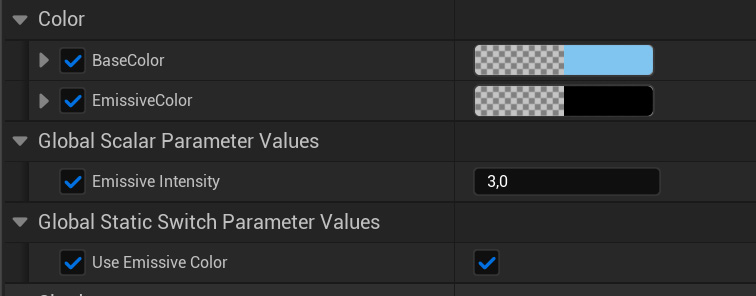 Color
BaseColor
EmissiveColor
Global Scalar Parameter Values
Emissive Intensity 3,0
Global Static Switch Parameter Values
Use Emissive Color